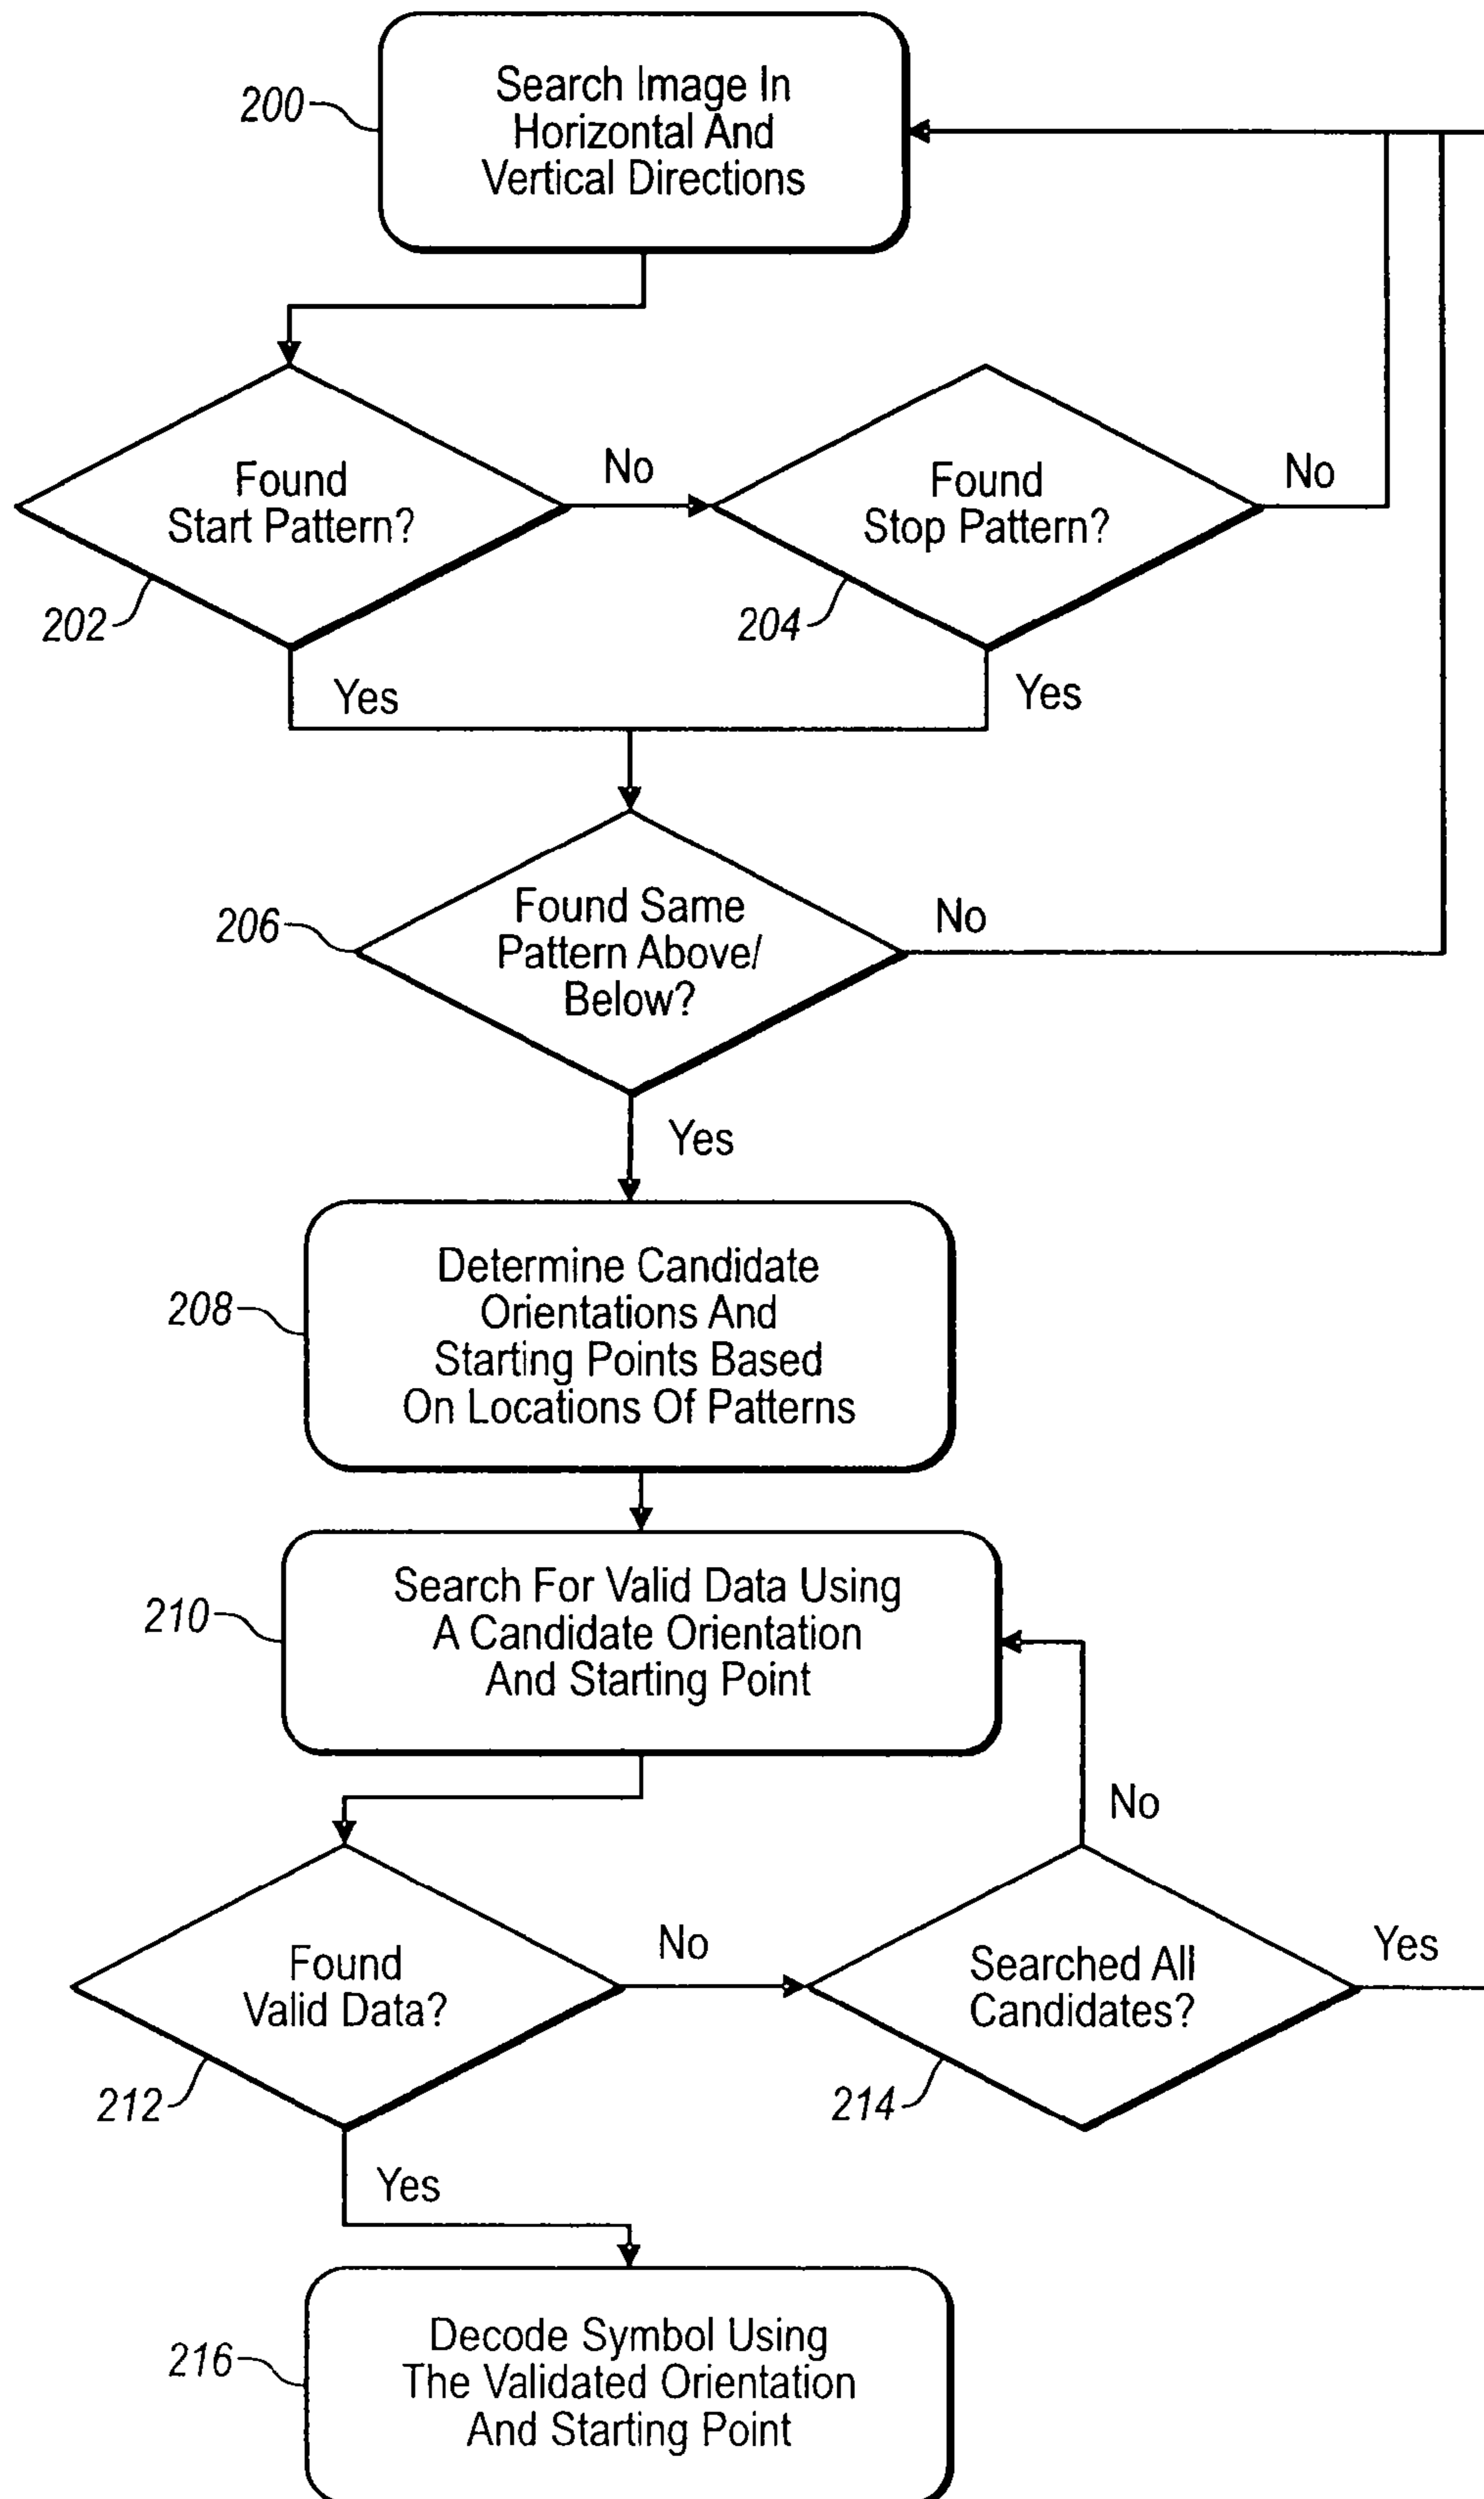 200
Search Image In
Horizontal And
Vertical Directions
Found
Start Pattern?
202
No
Found
Stop Pattern?
204
No
Yes
Yes
206
Found Same
Pattern Above/
Below?
No
Yes
208
Determine Candidate
Orientations And
Starting Points Based
On Locations Of Patterns
210
Search For Valid Data Using
A Candidate Orientation
And Starting Point
No
Found
Valid Data?
212
No
Searched All
Candidates?
214
Yes
Yes
216
Decode Symbol Using
The Validated Orientation
And Starting Point